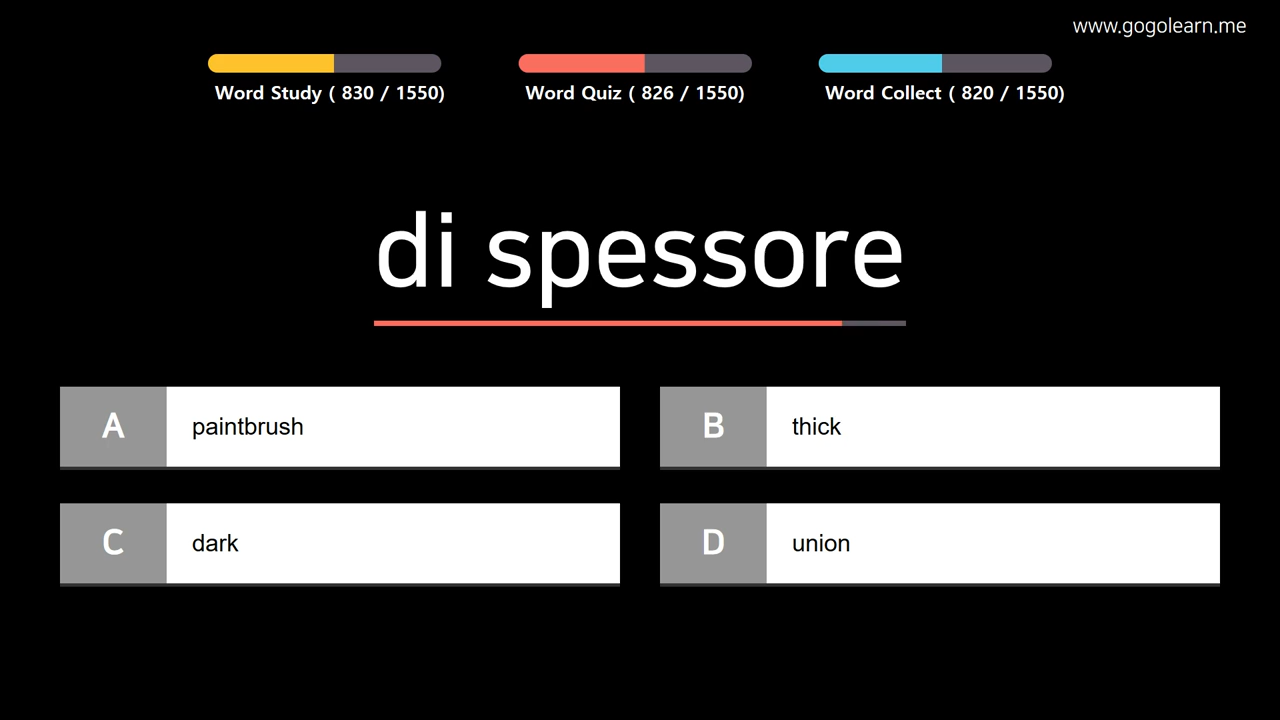 www.gogolearn.me
Word Study ( 830 / 1550)
Word Quiz ( 826 / 1550)
Word Collect ( 820 / 1550)
di spessore
A paintbrush
B thick
C dark
D union